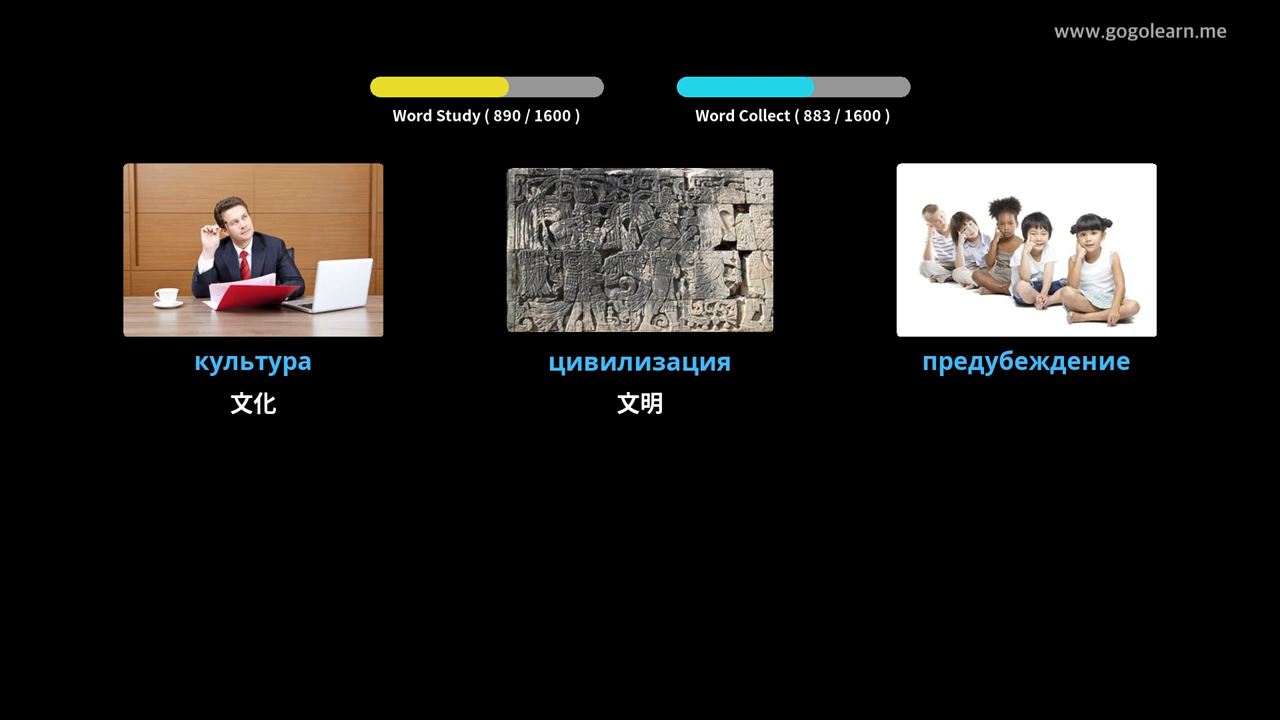 www.gogolearn.me
Word Study ( 890 / 1600 )
Word Collect ( 883 / 1600 )
культура
цивилизация
предубеждение
文化
文明